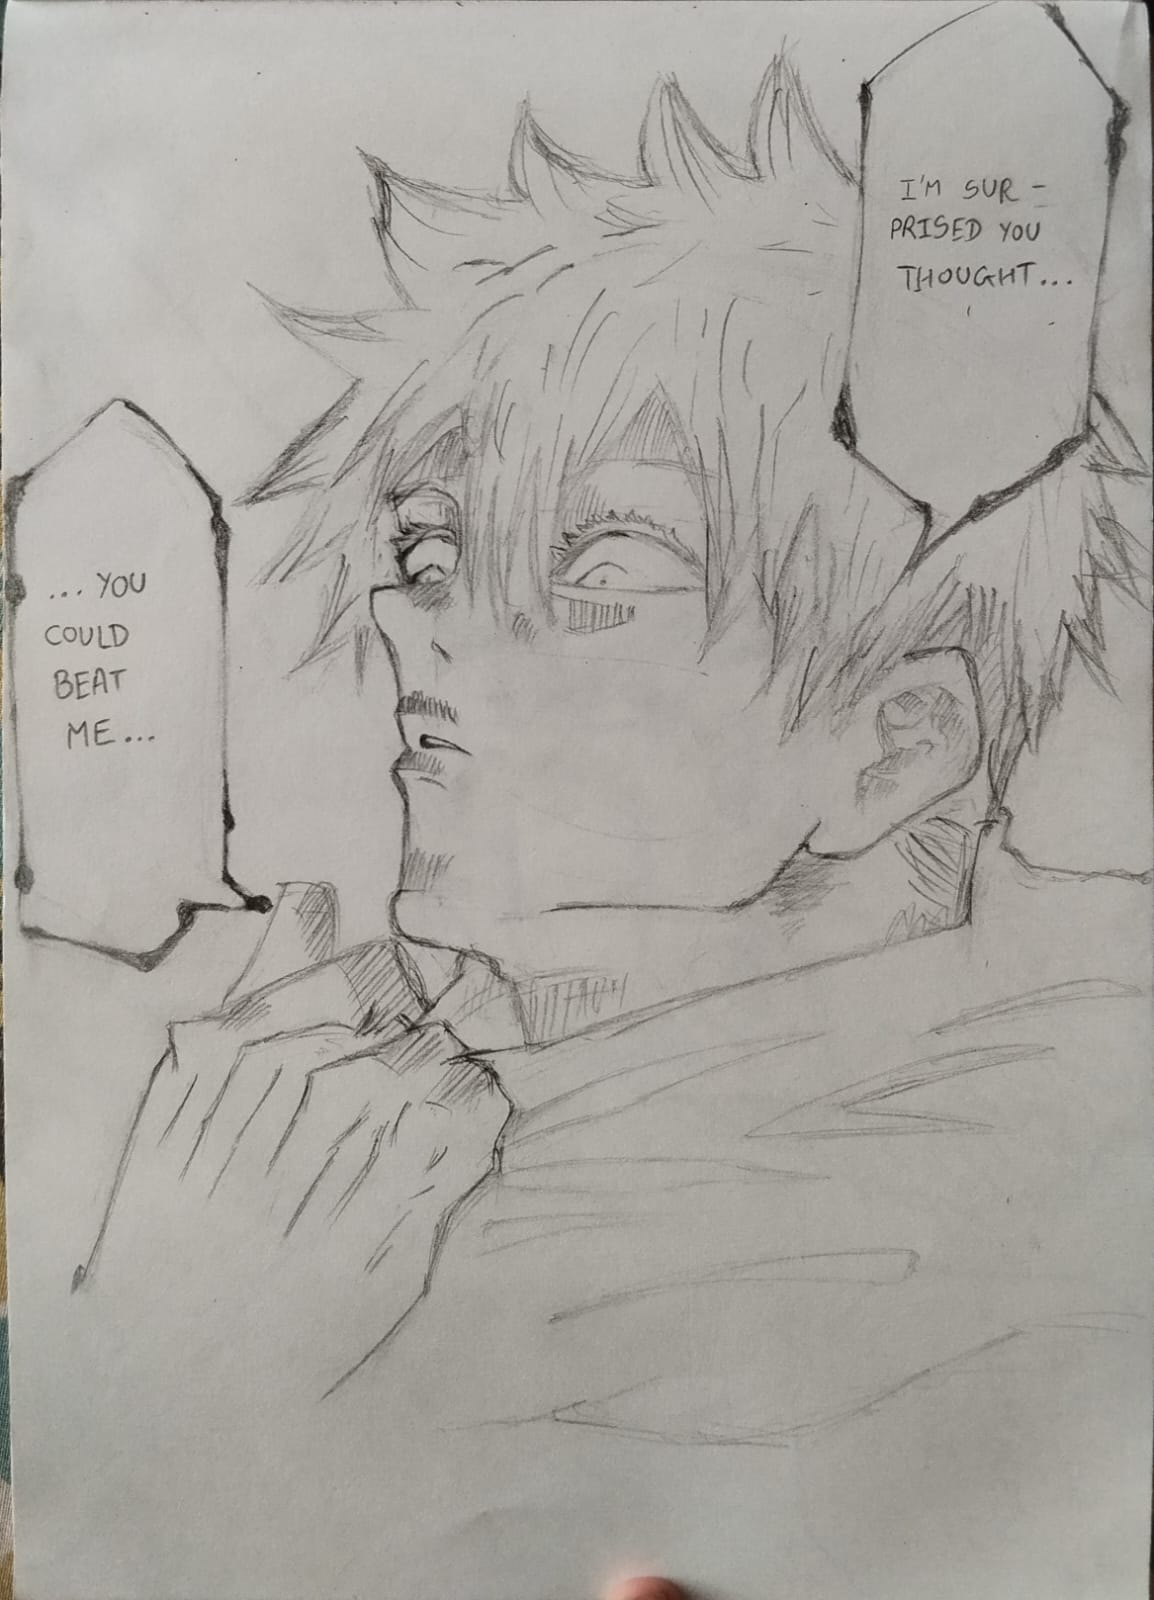 I'M SUR-
PRISED YOU
THOUGHT...
...YOU
COULD
BEAT
ME...